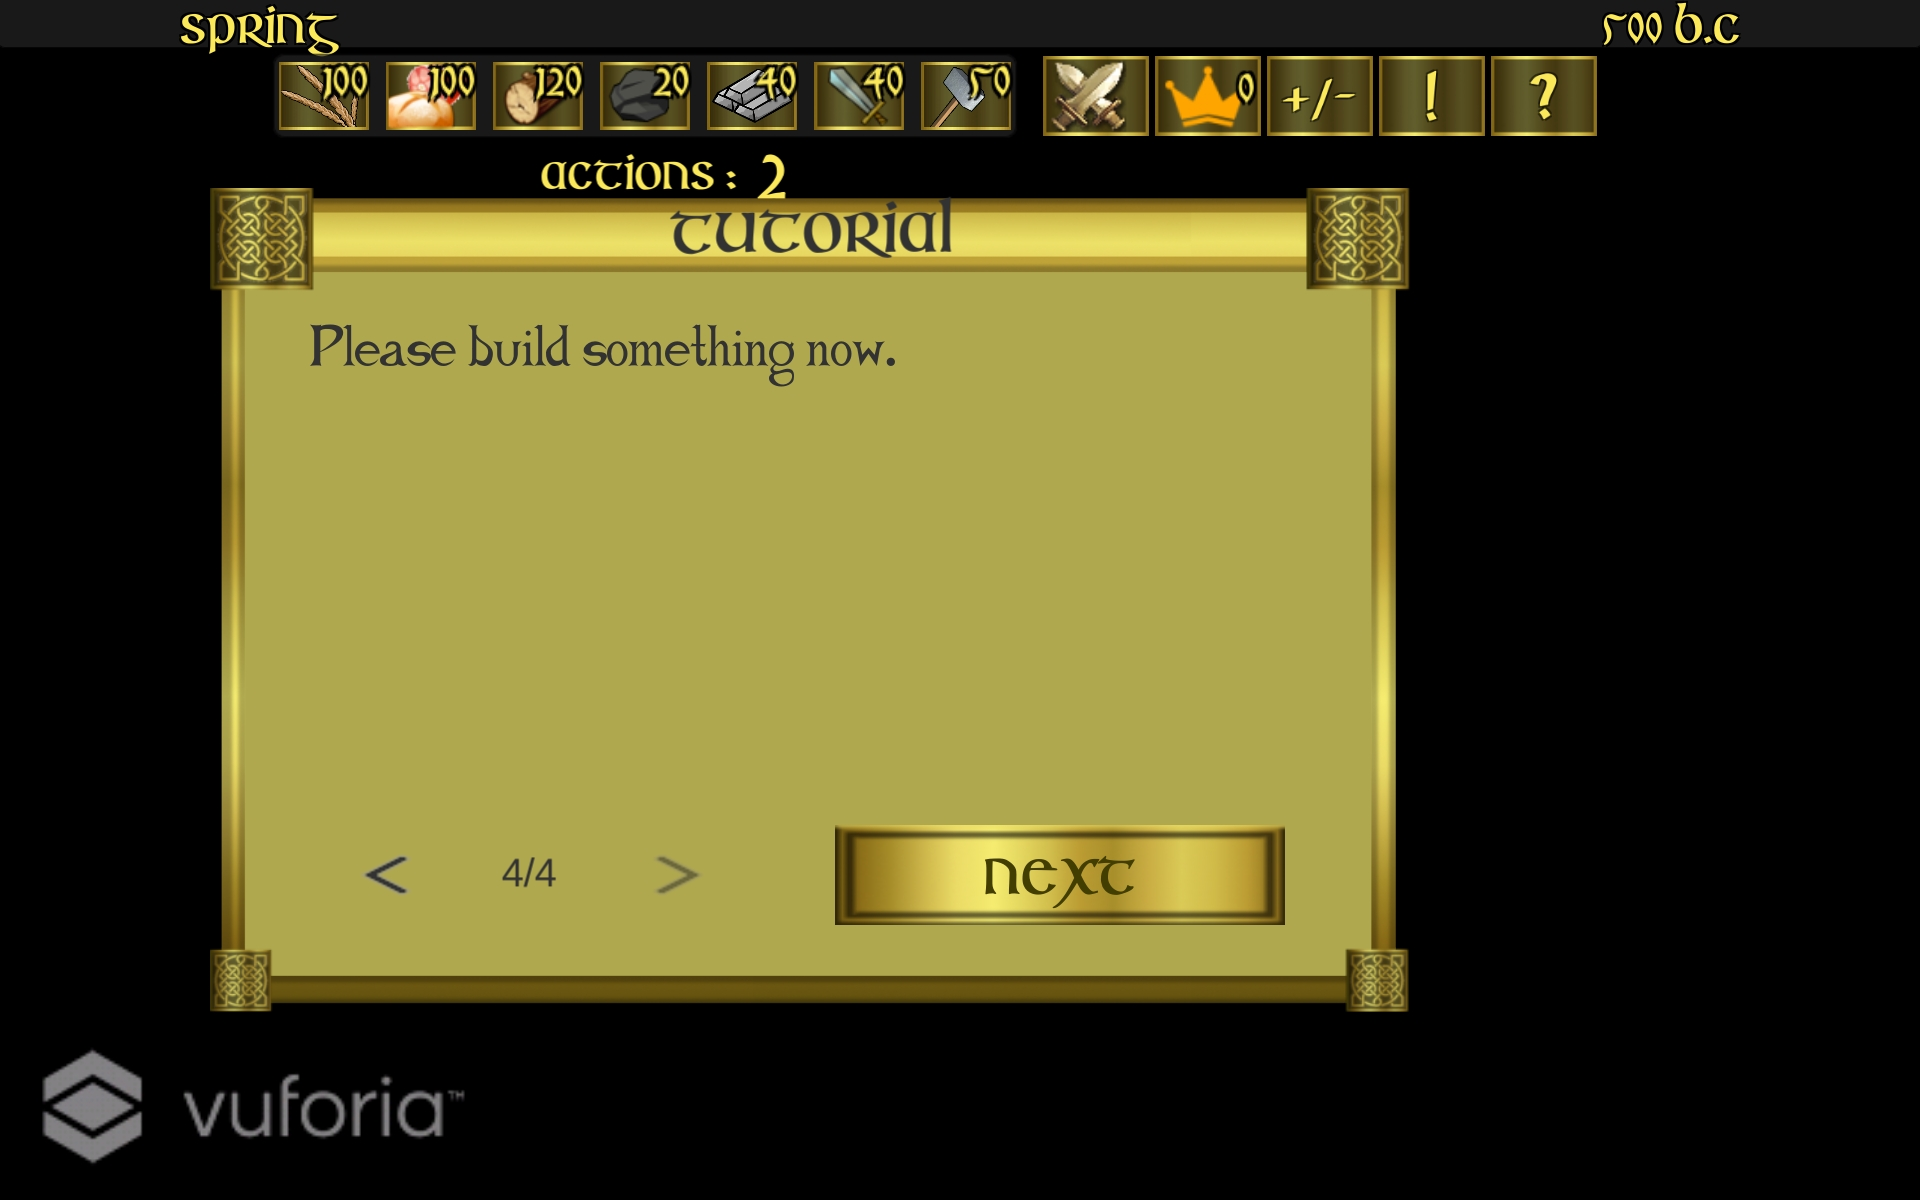 spring
500 b.c
100 100 120 20 40 40 50 0 +/- ! ?
actions: 2
tutorial
Please build something now.
< 4/4 > next
vuforia™